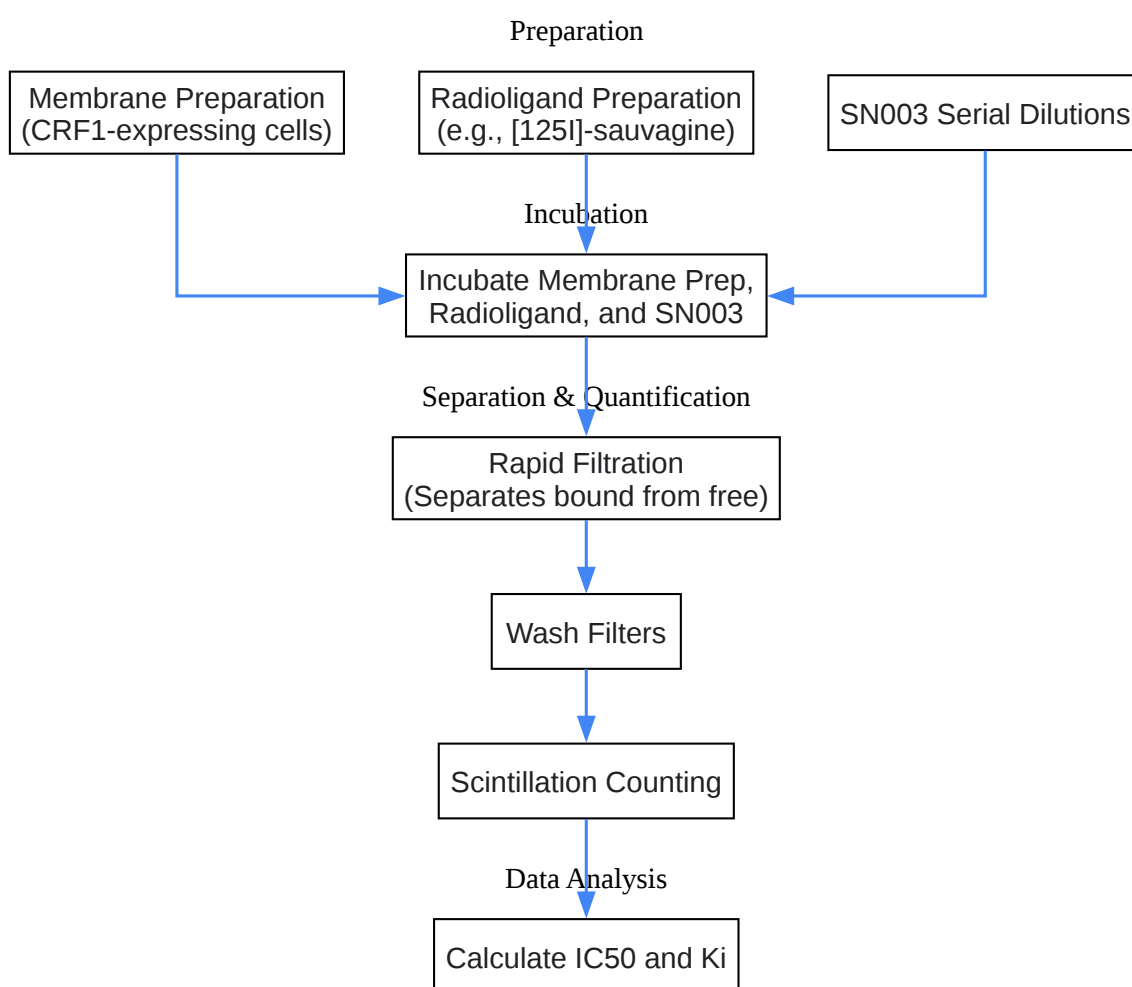 Preparation
Membrane Preparation
(CRF1-expressing cells)
Radioligand Preparation
(e.g., [125I]-sauvagine)
SN003 Serial Dilutions
Incubation
Incubate Membrane Prep,
Radioligand, and SN003
Separation & Quantification
Rapid Filtration
(Separates bound from free)
Wash Filters
Scintillation Counting
Data Analysis
Calculate IC50 and Ki